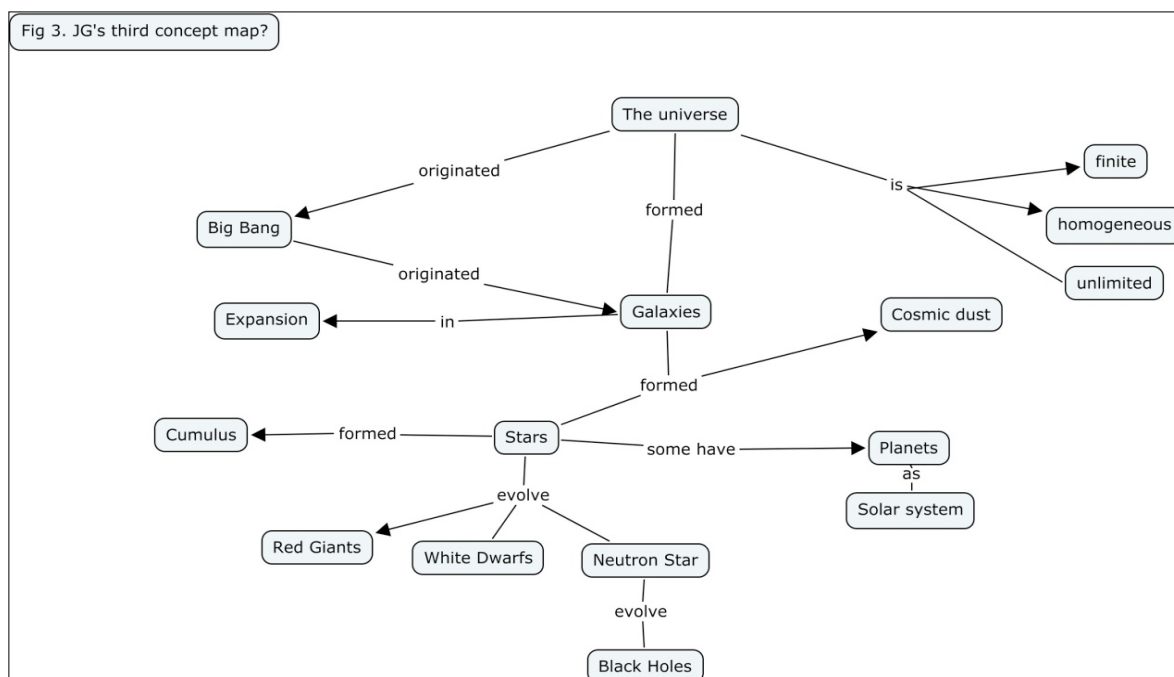 Fig 3. JG's third concept map?
The universe
originated
finite
is
formed
homogeneous
Big Bang
originated
unlimited
Expansion
in
Galaxies
Cosmic dust
formed
Cumulus
formed
Stars
some have
Planets
as
Solar system
evolve
Red Giants
White Dwarfs
Neutron Star
evolve
Black Holes